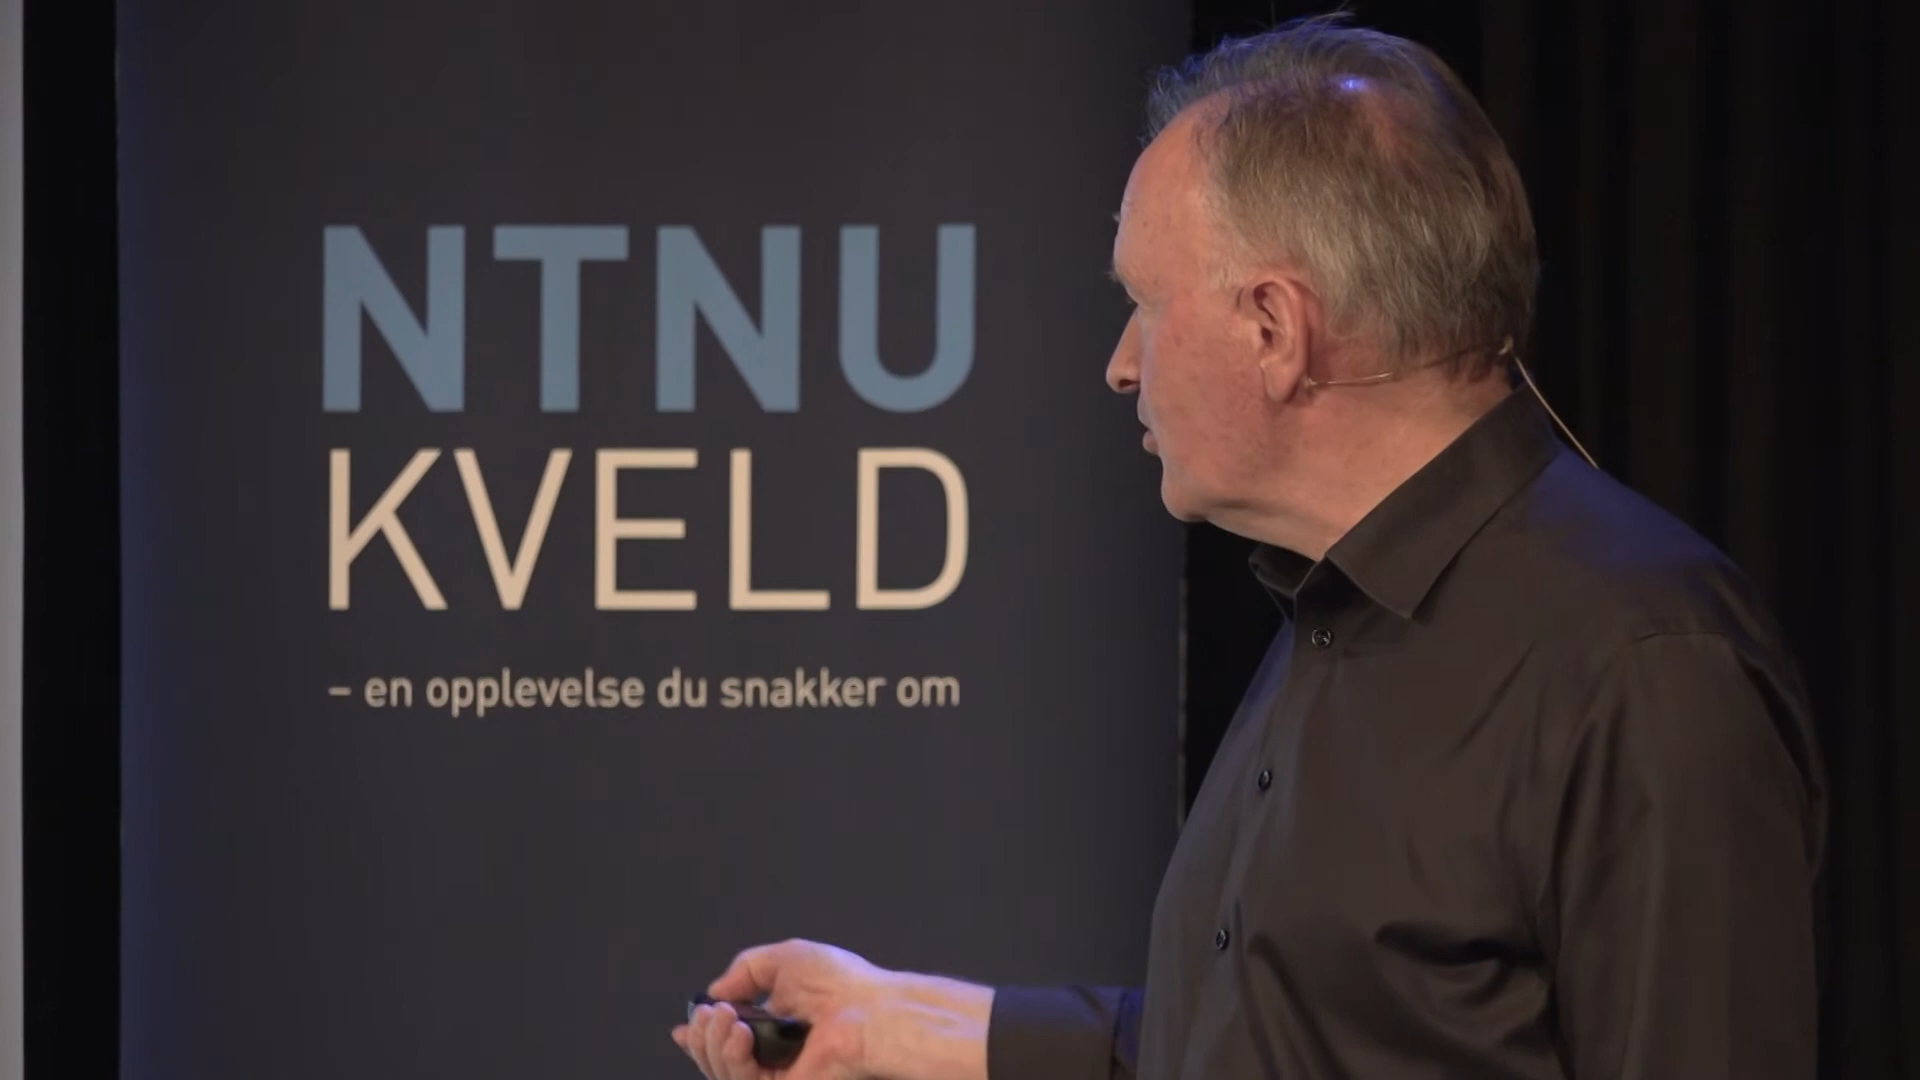 NTNU
KVELD
– en opplevelse du snakker om